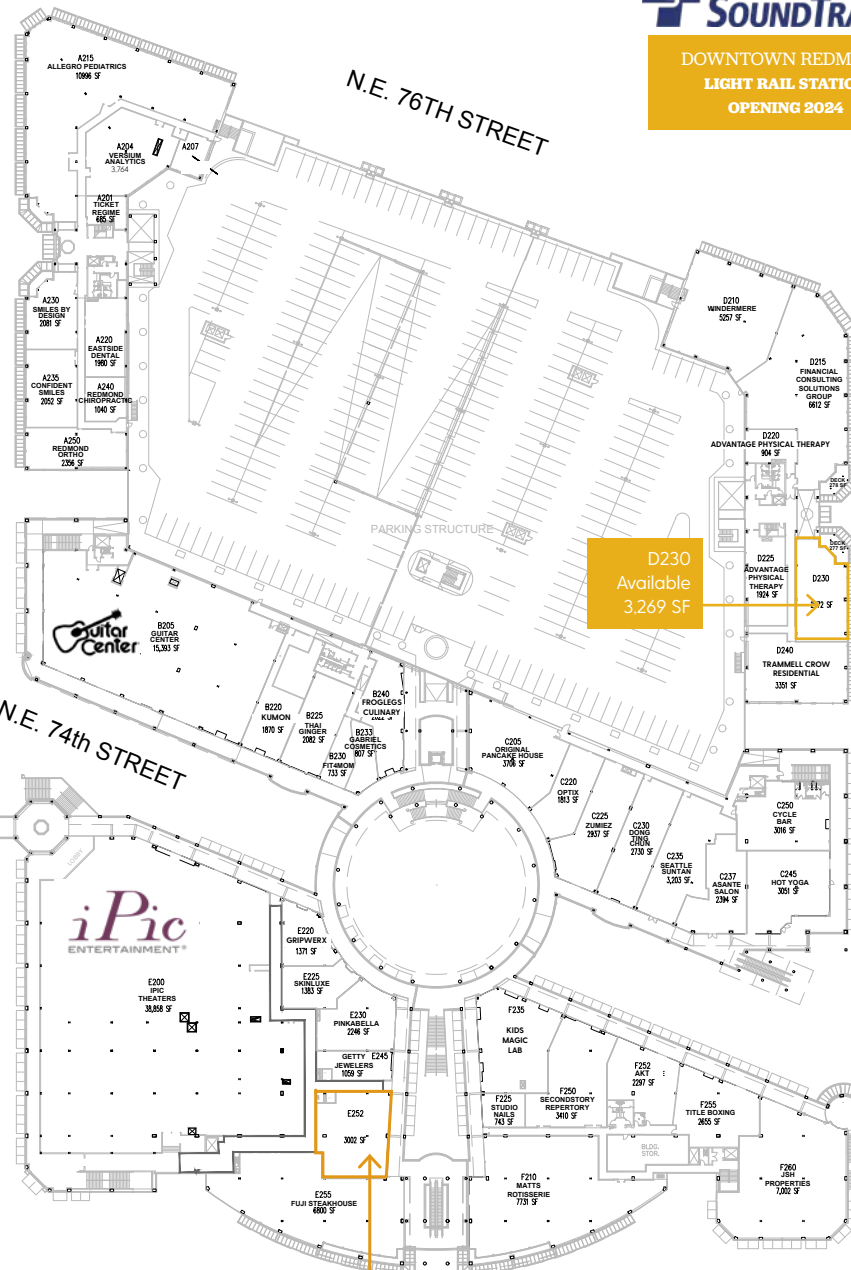 SOUNDTRA
DOWNTOWN REDM
LIGHT RAIL STATIO
OPENING 2024
N.E. 76TH STREET
A215
ALLEGRO PEDIATRICS
10996 SF
A204
VERSIUM
ANALYTICS
3,764
A207
A201
TICKET
REGIME
685 SF
A230
SMILES BY
DESIGN
2081 SF
A220
EASTSIDE
DENTAL
1980 SF
A235
CONFIDENT
SMILES
2052 SF
A240
REDMOND
CHIROPRACTIC
1040 SF
A250
REDMOND
ORTHO
2356 SF
D210
WINDERMERE
5257 SF
D215
FINANCIAL
CONSULTING
SOLUTIONS
GROUP
6612 SF
D220
ADVANTAGE PHYSICAL THERAPY
904 SF
DECK
278 SF
DECK
277 SF
PARKING STRUCTURE
D230
Available
3,269 SF
D225
ADVANTAGE
PHYSICAL
THERAPY
1924 SF
D230
D240
TRAMMELL CROW
RESIDENTIAL
3351 SF
Guitar
Center
B205
GUITAR
CENTER
15,393 SF
B220
KUMON
1870 SF
B225
THAI
GINGER
2082 SF
B240
FROGLEGS
CULINARY
B233
GABRIEL
COSMETICS
807 SF
B230
FIT4MOM
733 SF
N.E. 74th STREET
C205
ORIGINAL
PANCAKE HOUSE
3706 SF
C220
OPTIX
1813 SF
C225
ZUMIEZ
2937 SF
C230
DONG
TING
CHUN
2730 SF
C235
SEATTLE
SUNTAN
3,203 SF
C237
ASANTE
SALON
2394 SF
C250
CYCLE
BAR
3016 SF
C245
HOT YOGA
3051 SF
LOBBY
iPic
ENTERTAINMENT®
E200
IPIC
THEATERS
38,858 SF
E220
GRIPWERX
1371 SF
E225
SKINLUXE
1383 SF
E230
PINKABELLA
2246 SF
GETTY E245
JEWELERS
1059 SF
E252
3002 SF
E255
FUJI STEAKHOUSE
6800 SF
F235
KIDS
MAGIC
LAB
F225
STUDIO
NAILS
743 SF
F250
SECONDSTORY
REPERTORY
3410 SF
F252
AKT
2297 SF
F255
TITLE BOXING
2655 SF
BLDG.
STOR.
F210
MATTS
ROTISSERIE
7731 SF
F260
JSH
PROPERTIES
7,002 SF